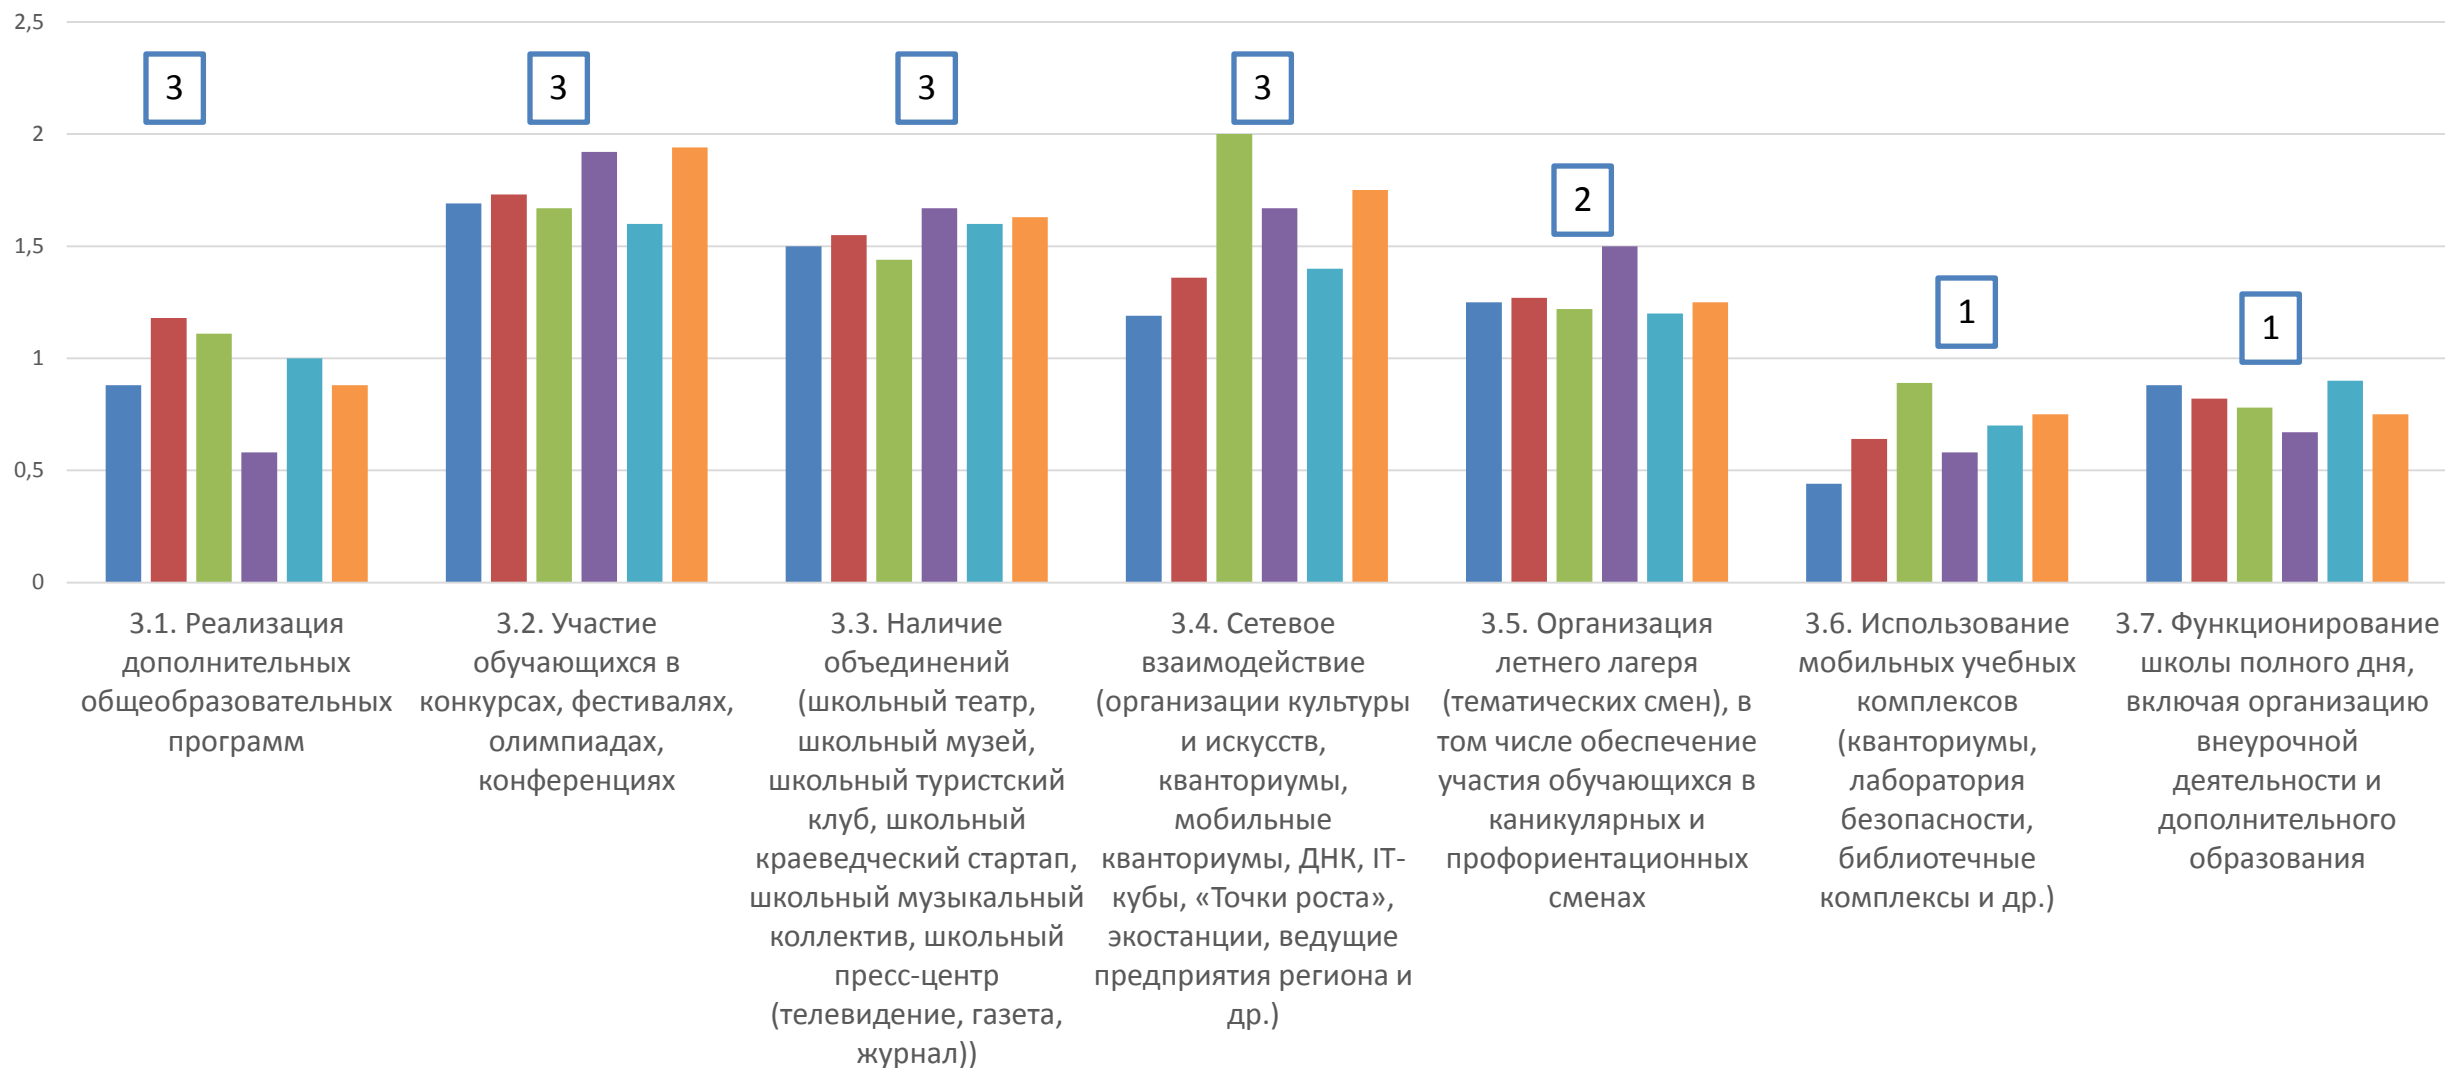 2,5
3
3
3
3
2
2
1,5
1
1
1
0,5
0
3.1. Реализация
дополнительных
общеобразовательных
программ
3.2. Участие
обучающихся в
конкурсах, фестивалях,
олимпиадах,
конференциях
3.3. Наличие
объединений
(школьный театр,
школьный музей,
школьный туристский
клуб, школьный
краеведческий стартап,
школьный музыкальный
коллектив, школьный
пресс-центр
(телевидение, газета,
журнал))
3.4. Сетевое
взаимодействие
(организации культуры
и искусств,
кванториумы,
мобильные
кванториумы, ДНК, IT-
кубы, «Точки роста»,
экостанции, ведущие
предприятия региона и
др.)
3.5. Организация
летнего лагеря
(тематических смен), в
том числе обеспечение
участия обучающихся в
каникулярных и
профориентационных
сменах
3.6. Использование
мобильных учебных
комплексов
(кванториумы,
лаборатория
безопасности,
библиотечные
комплексы и др.)
3.7. Функционирование
школы полного дня,
включая организацию
внеурочной
деятельности и
дополнительного
образования